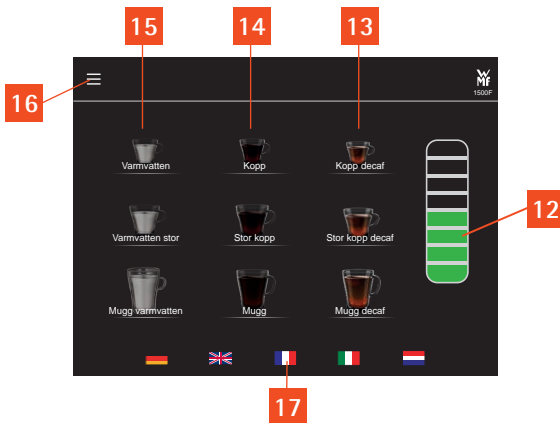 15
14
13
16
WMF
1500F
Varmvatten
Kopp
Kopp decaf
12
Varmvatten stor
Stor kopp
Stor kopp decaf
Mugg varmvatten
Mugg
Mugg decaf
17